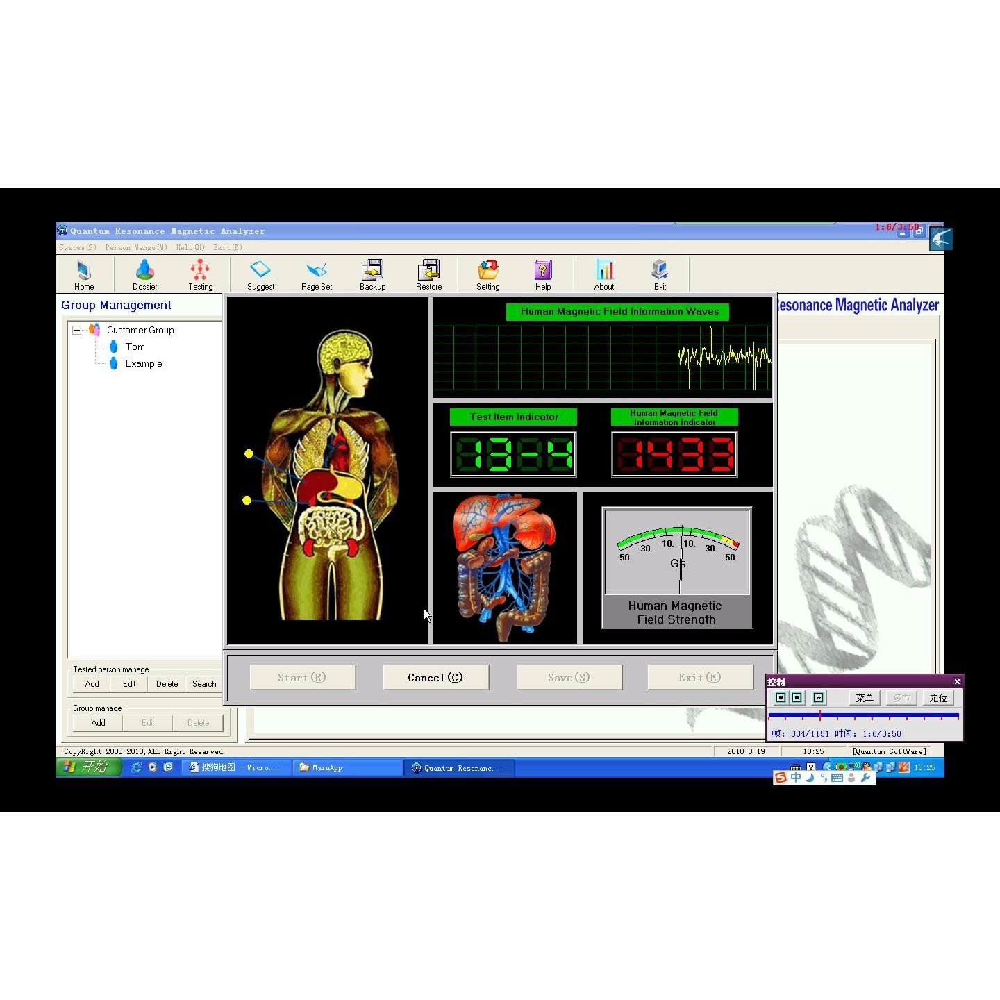 Quantum Resonance Magnetic Analyzer
1:6/3:50
System(S) Person Mange(M) Help(H) Exit(E)
Home Dossier Testing Suggest Page Set Backup Restore Setting Help About Exit
Group Management
Resonance Magnetic Analyzer
Customer Group
Tom
Example
Human Magnetic Field Information Waves
Test Item Indicator
Human Magnetic Field
Information Indicator
13-4
1433
-50. -30. -10. 10. 30. 50.
Gs
Human Magnetic
Field Strength
Start(R) Cancel(C) Save(S) Exit(E)
Tested person manage
Add Edit Delete Search
Group manage
Add Edit Delete
控制
菜单 多节 定位
帧: 334/1151 时间: 1:6/3:50
CopyRight 2008-2010, All Right Reserved.
2010-3-19 10:25 [Quantum SoftWare]
开始 搜狗地图 - Micro... MainApp Quantum Resonanc... 10:25
中